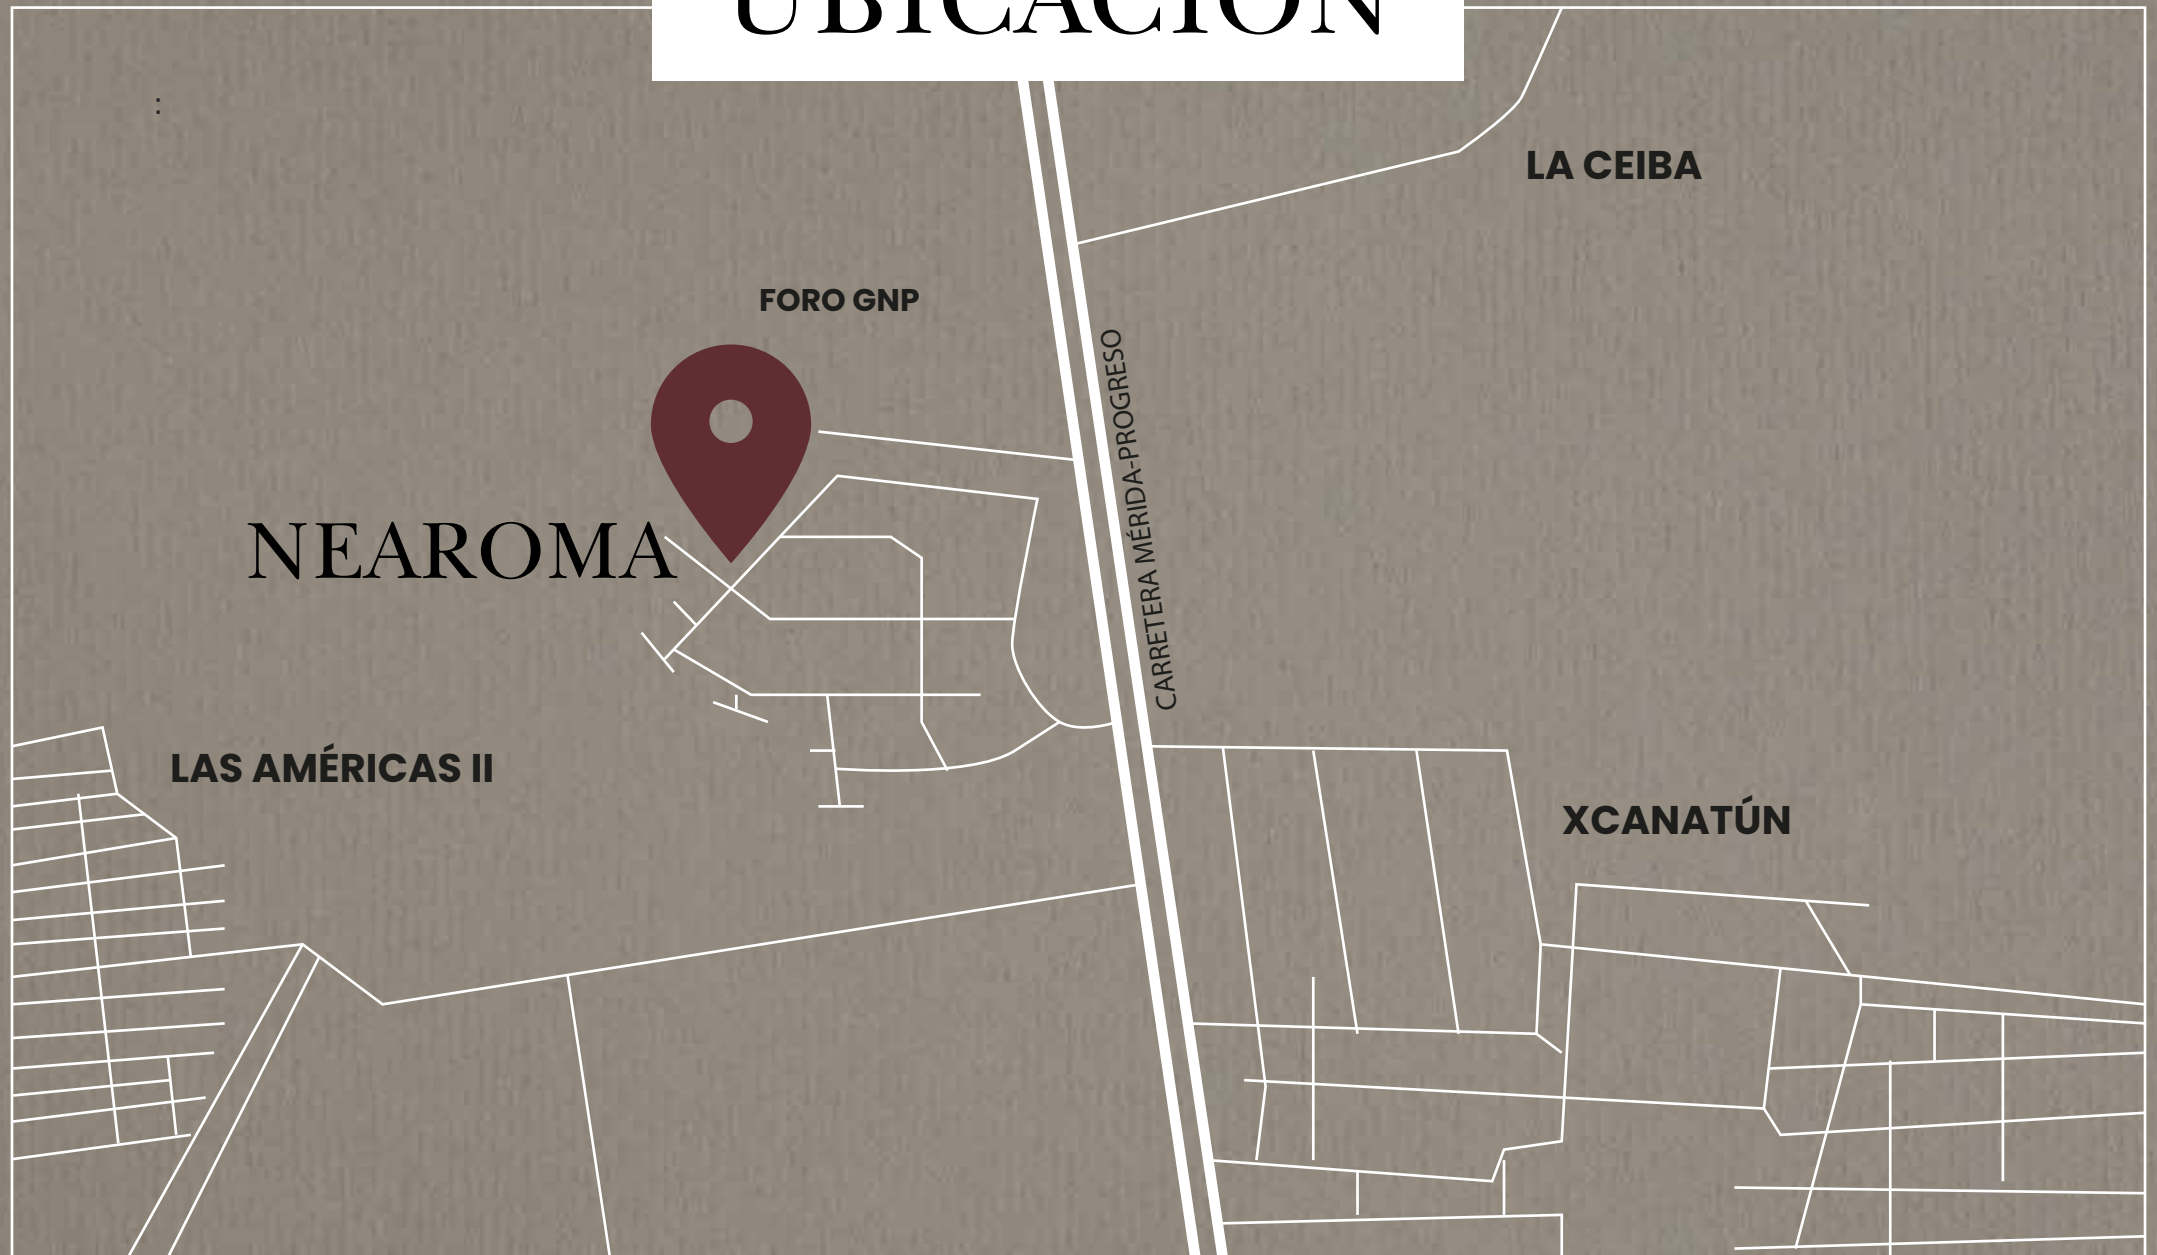 UBICACIÓN
:
LA CEIBA
FORO GNP
CARRETERA MÉRIDA-PROGRESO
NEAROMA
LAS AMÉRICAS II
XCANATÚN